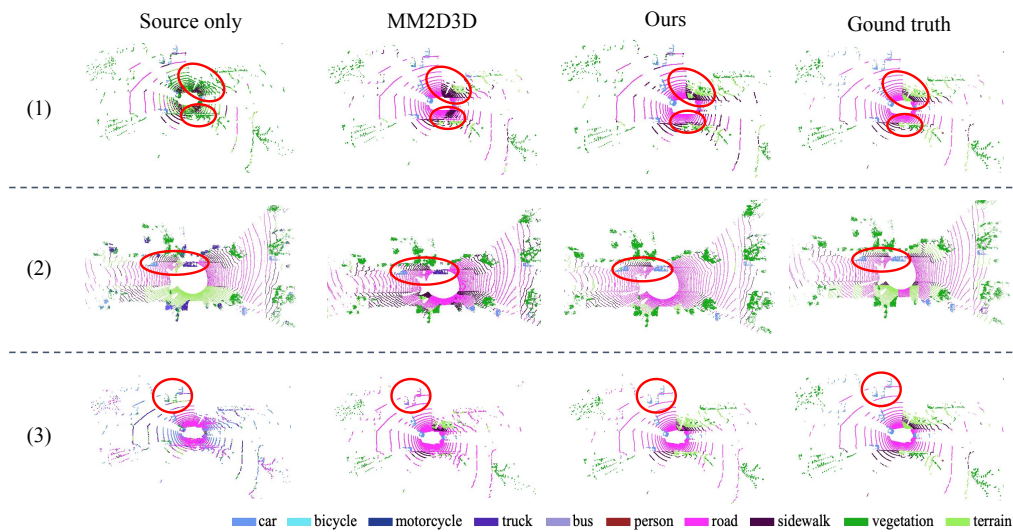 Source only MM2D3D Ours Gound truth
(1)
(2)
(3)
car bicycle motorcycle truck bus person road sidewalk vegetation terrain